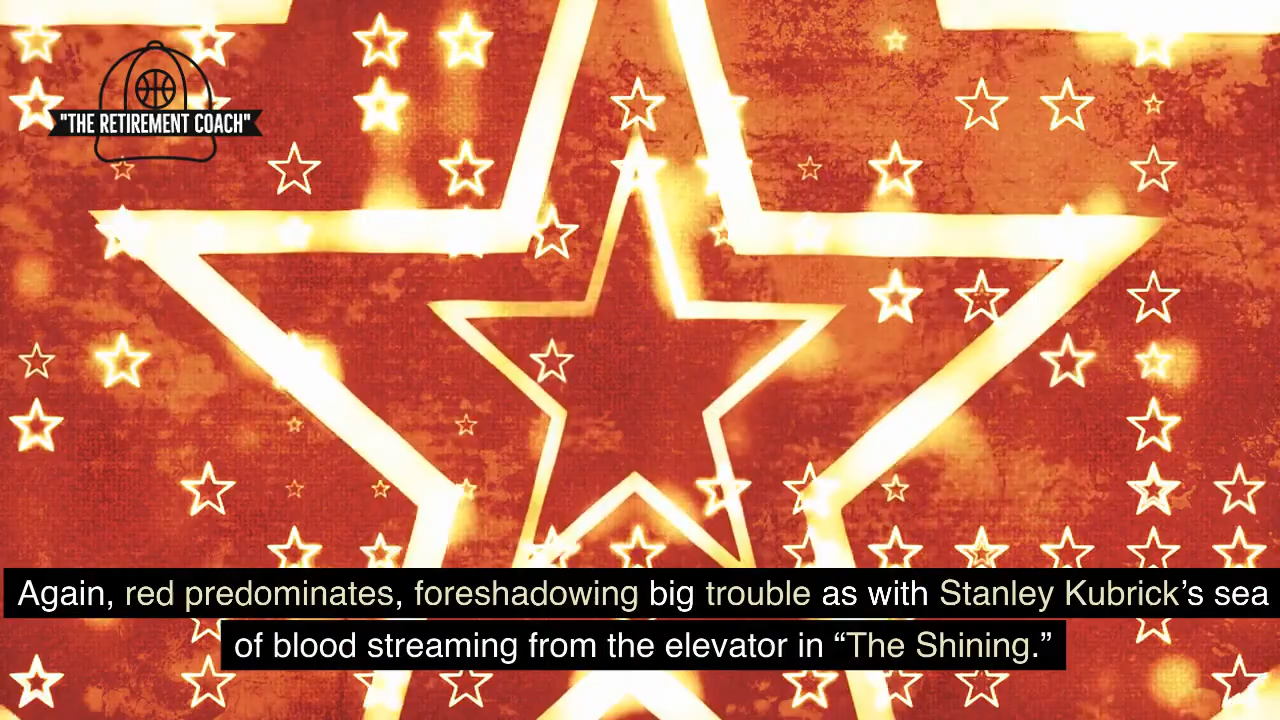 "THE RETIREMENT COACH"
Again, red predominates, foreshadowing big trouble as with Stanley Kubrick’s sea
of blood streaming from the elevator in “The Shining.”